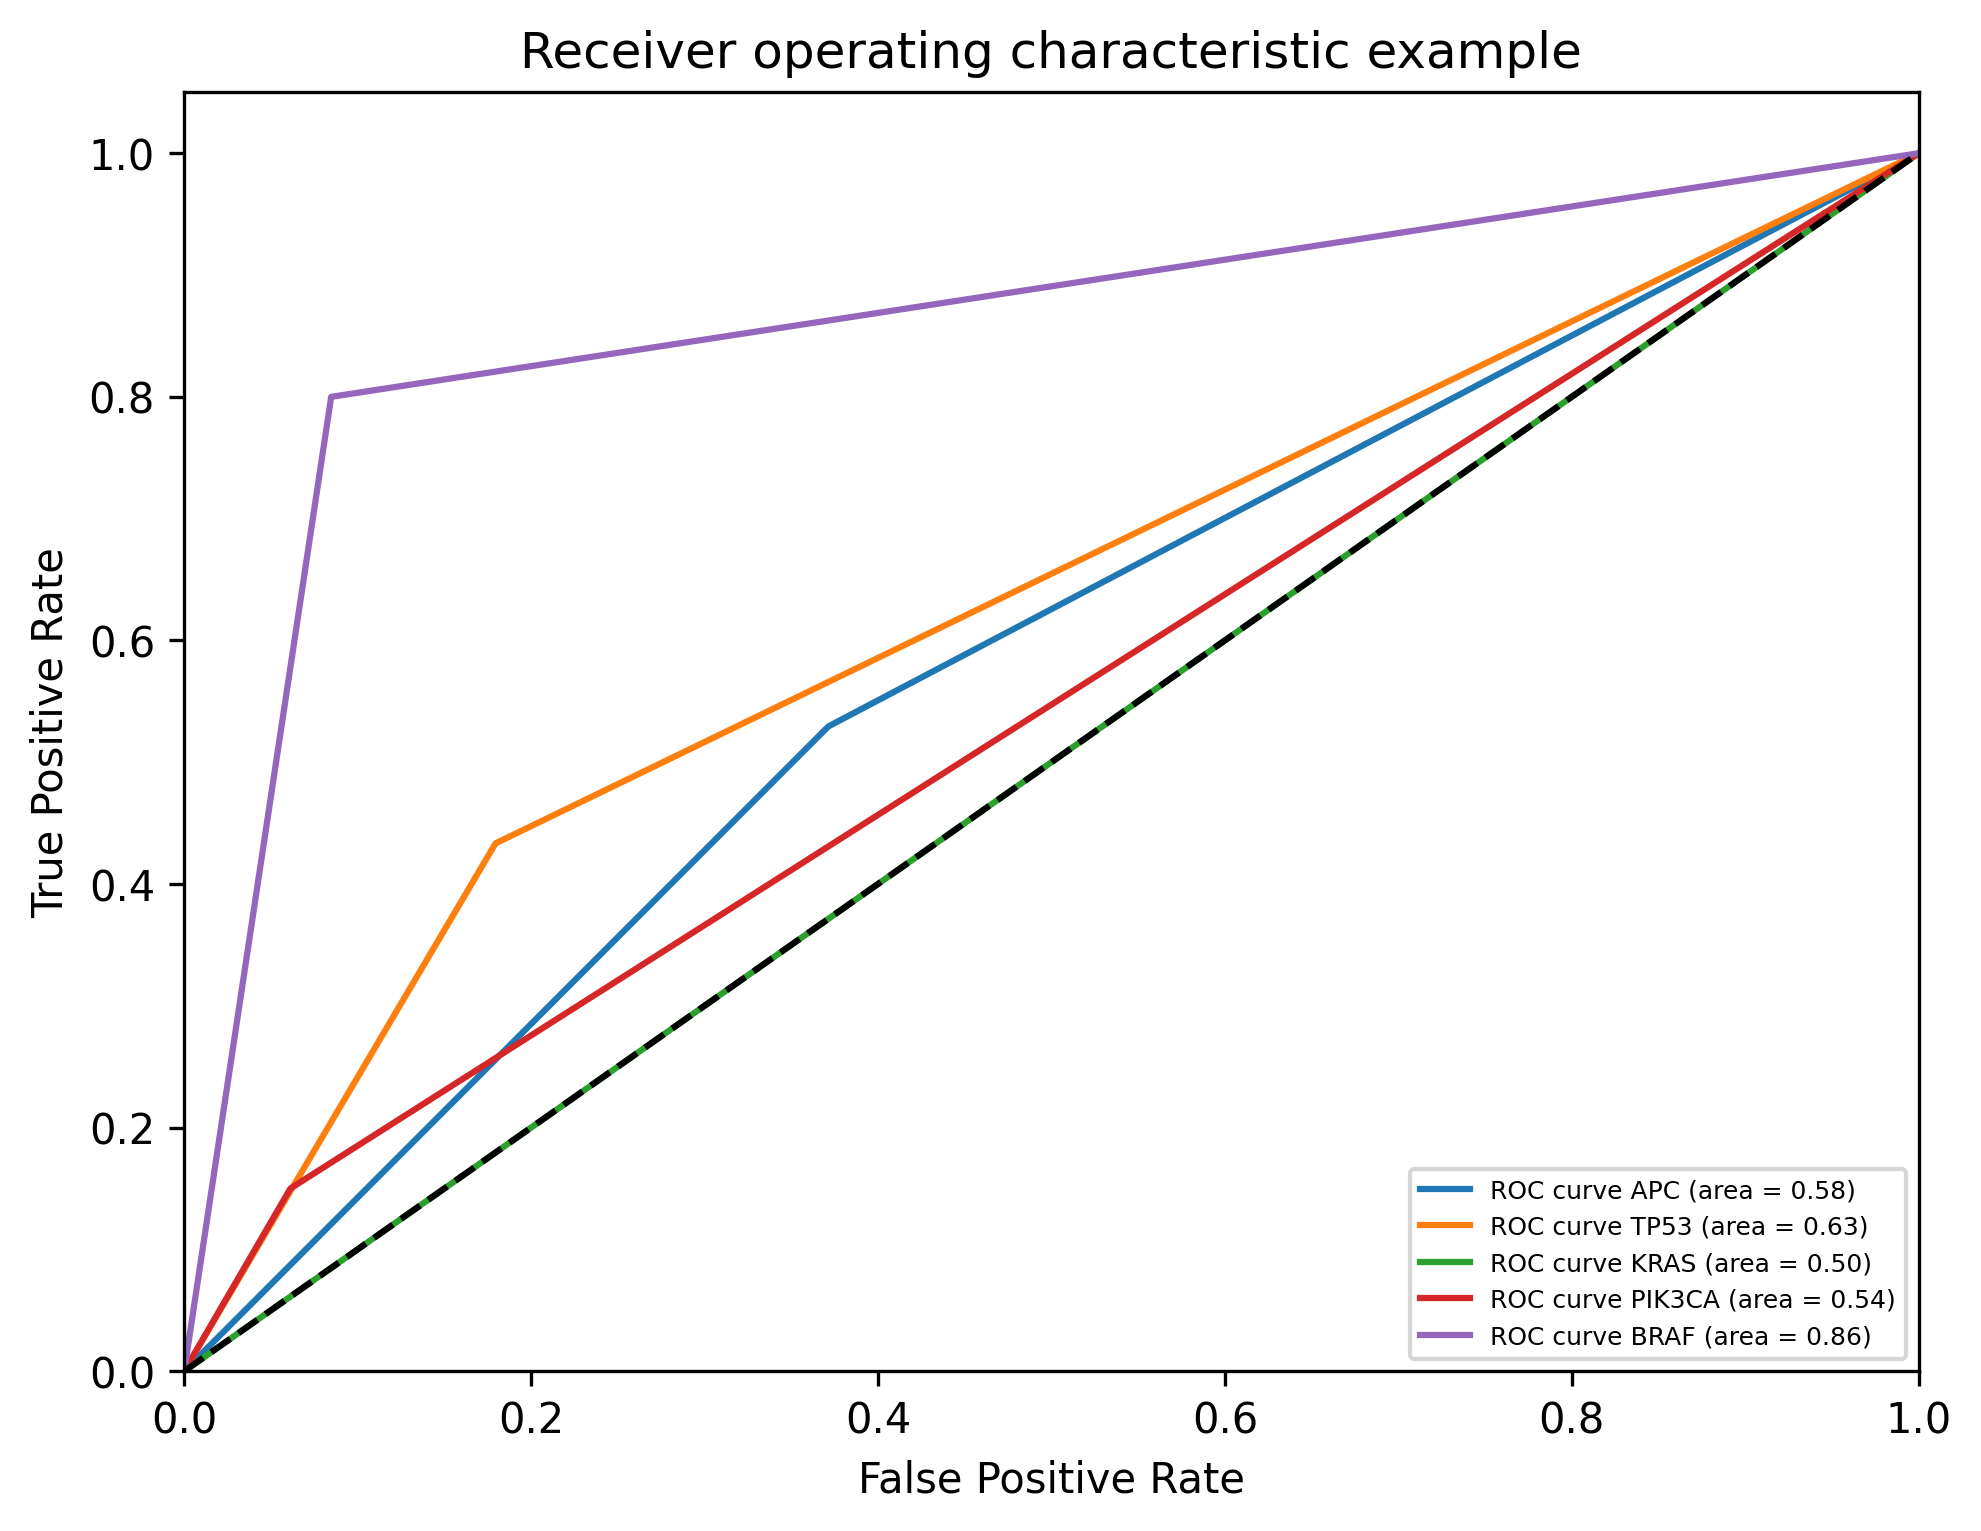 Receiver operating characteristic example
True Positive Rate
1.0
0.8
0.6
0.4
0.2
0.0
ROC curve APC (area = 0.58)
ROC curve TP53 (area = 0.63)
ROC curve KRAS (area = 0.50)
ROC curve PIK3CA (area = 0.54)
ROC curve BRAF (area = 0.86)
0.0 0.2 0.4 0.6 0.8 1.0
False Positive Rate